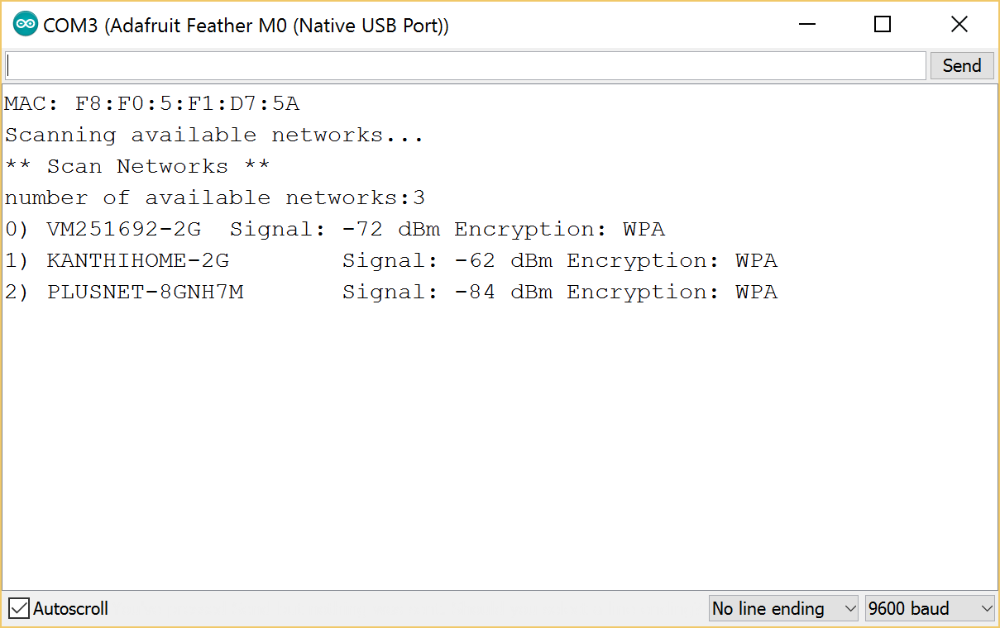 COM3 (Adafruit Feather M0 (Native USB Port))
Send
MAC: F8:F0:5:F1:D7:5A
Scanning available networks...
** Scan Networks **
number of available networks:3
0) VM251692-2G  Signal: -72 dBm Encryption: WPA
1) KANTHIHOME-2G        Signal: -62 dBm Encryption: WPA
2) PLUSNET-8GNH7M       Signal: -84 dBm Encryption: WPA
Autoscroll No line ending 9600 baud